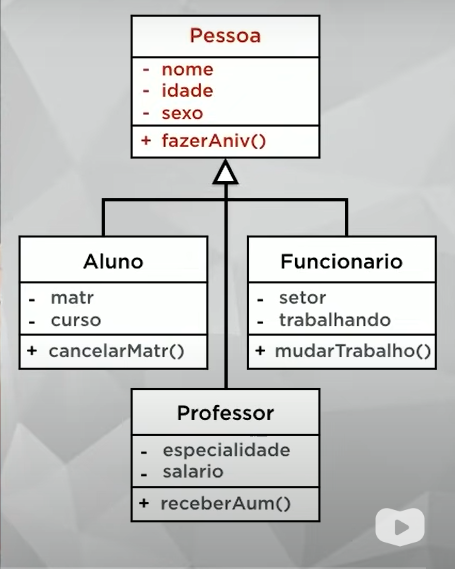 Pessoa
- nome
- idade
- sexo
+ fazerAniv()
Aluno
- matr
- curso
+ cancelarMatr()
Funcionario
- setor
- trabalhando
+ mudarTrabalho()
Professor
- especialidade
- salario
+ receberAum()